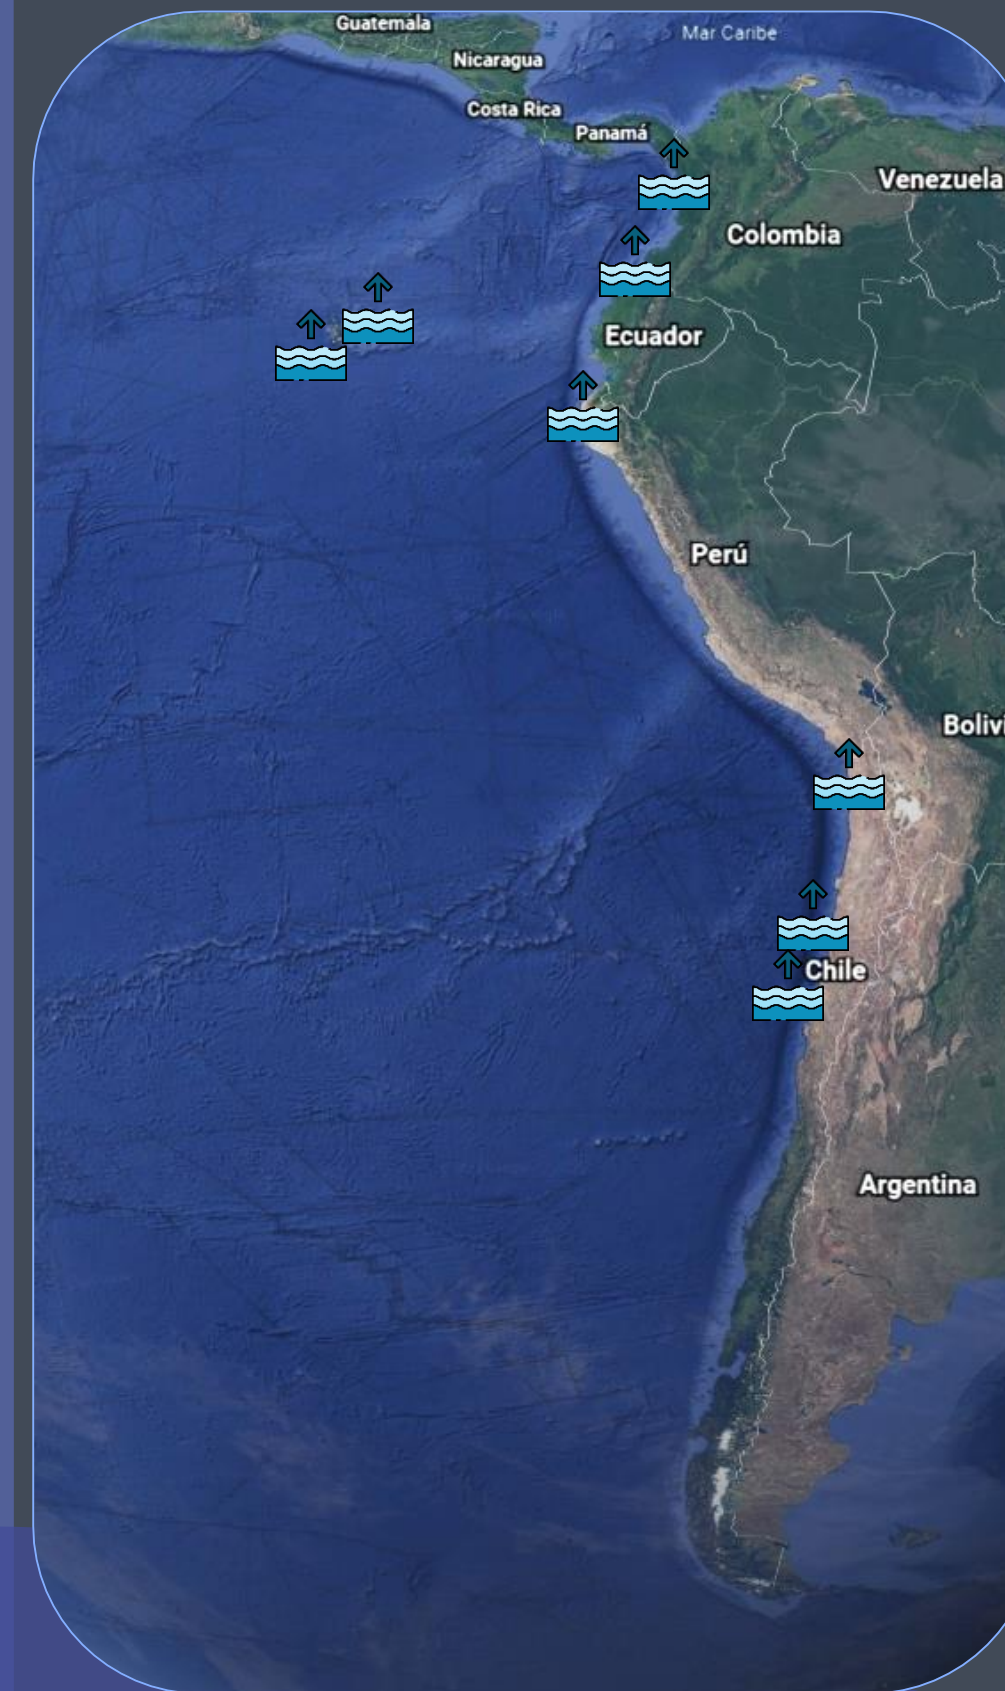 Guatemala
Mar Caribe
Nicaragua
Costa Rica
Panamá
Venezuela
Colombia
Ecuador
Perú
Bolivi
Chile
Argentina